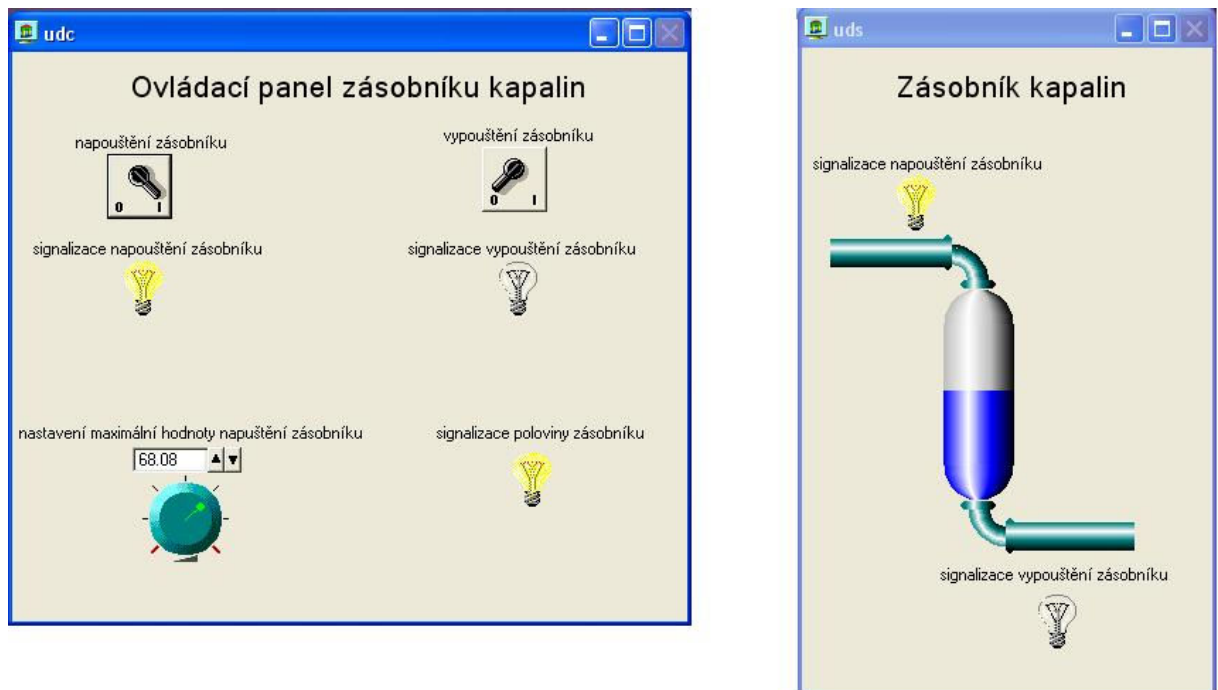 udc
Ovládací panel zásobníku kapalin
napouštění zásobníku
0 I
vypouštění zásobníku
0 I
signalizace napouštění zásobníku
signalizace vypouštění zásobníku
nastavení maximální hodnoty napuštění zásobníku
68.08
signalizace poloviny zásobníku
uds
Zásobník kapalin
signalizace napouštění zásobníku
signalizace vypouštění zásobníku